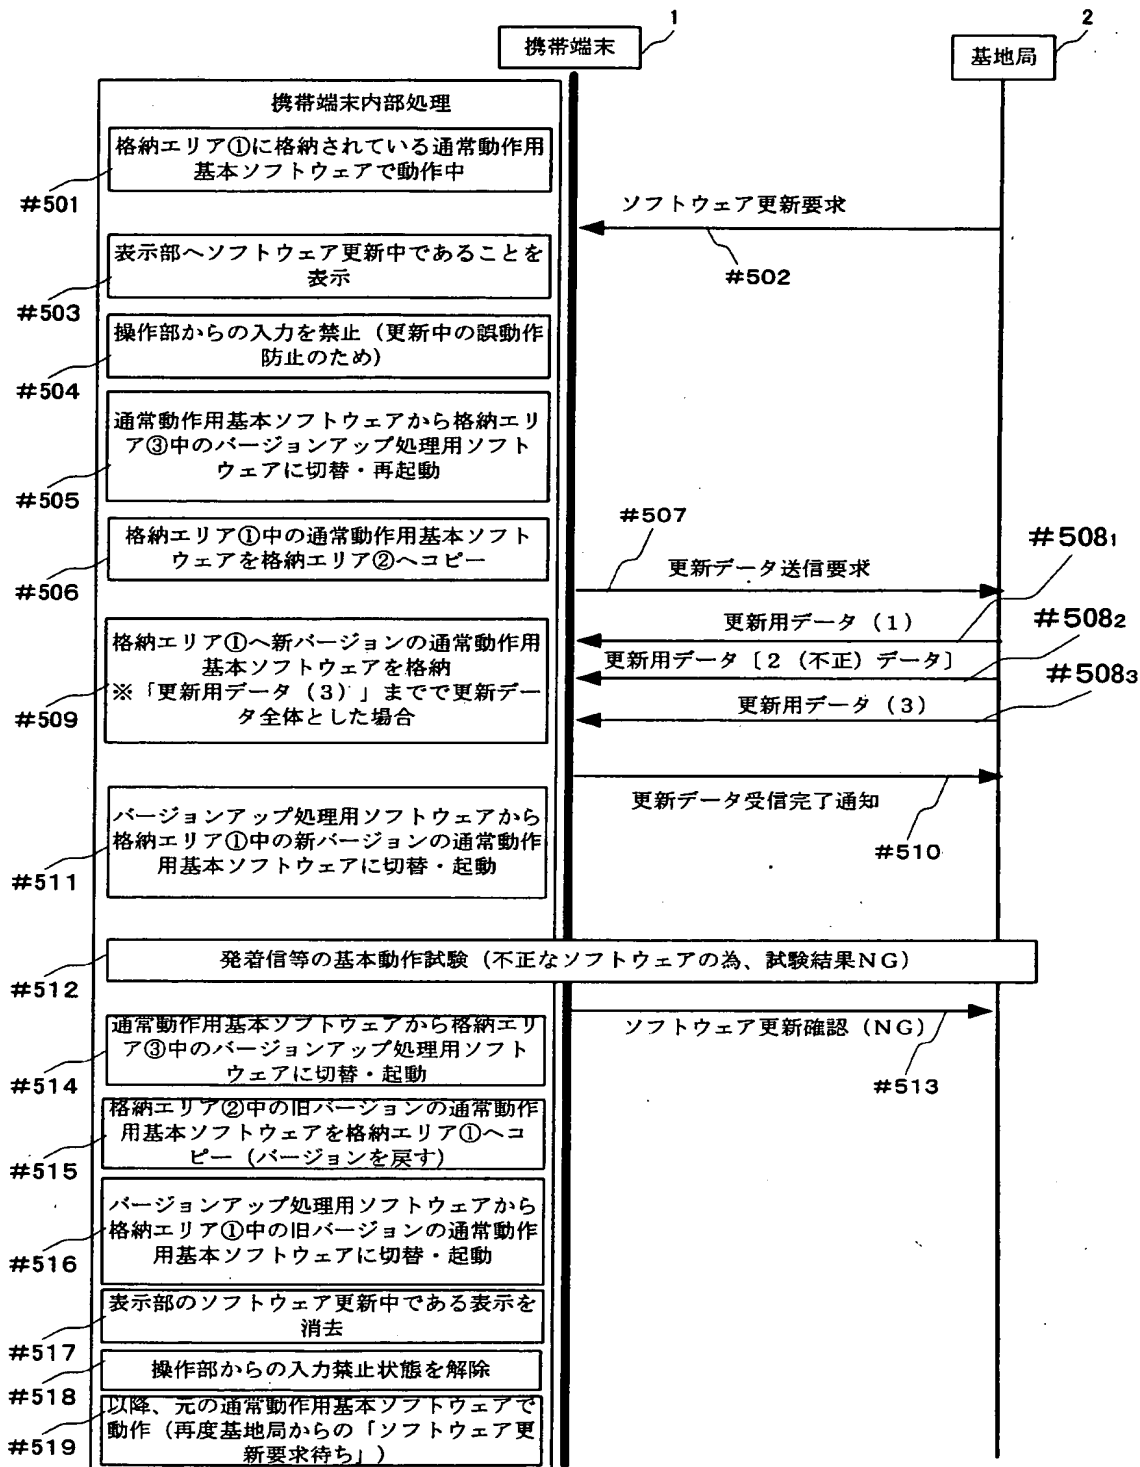 1
2
携帯端末
基地局
携帯端末内部処理
格納エリア①に格納されている通常動作用
基本ソフトウェアで動作中
#501
ソフトウェア更新要求
#502
表示部へソフトウェア更新中であることを
表示
#503
操作部からの入力を禁止（更新中の誤動作
防止のため）
#504
通常動作用基本ソフトウェアから格納エリ
ア③中のバージョンアップ処理用ソフト
ウェアに切替・再起動
#505
格納エリア①中の通常動作用基本ソフト
ウェアを格納エリア②へコピー
#506
#507
更新データ送信要求
#508₁
更新用データ（１）
#508₂
更新用データ［２（不正）データ］
#508₃
更新用データ（３）
格納エリア①へ新バージョンの通常動作用
基本ソフトウェアを格納
※「更新用データ（３）」までで更新デー
タ全体とした場合
#509
更新データ受信完了通知
#510
バージョンアップ処理用ソフトウェアから
格納エリア①中の新バージョンの通常動作
用基本ソフトウェアに切替・起動
#511
発着信等の基本動作試験（不正なソフトウェアの為、試験結果ＮＧ）
#512
ソフトウェア更新確認（ＮＧ）
#513
通常動作用基本ソフトウェアから格納エリ
ア③中のバージョンアップ処理用ソフト
ウェアに切替・起動
#514
格納エリア②中の旧バージョンの通常動作
用基本ソフトウェアを格納エリア①へコ
ピー（バージョンを戻す）
#515
バージョンアップ処理用ソフトウェアから
格納エリア①中の旧バージョンの通常動作
用基本ソフトウェアに切替・起動
#516
表示部のソフトウェア更新中である表示を
消去
#517
操作部からの入力禁止状態を解除
#518
以降、元の通常動作用基本ソフトウェアで
動作（再度基地局からの「ソフトウェア更
新要求待ち」）
#519